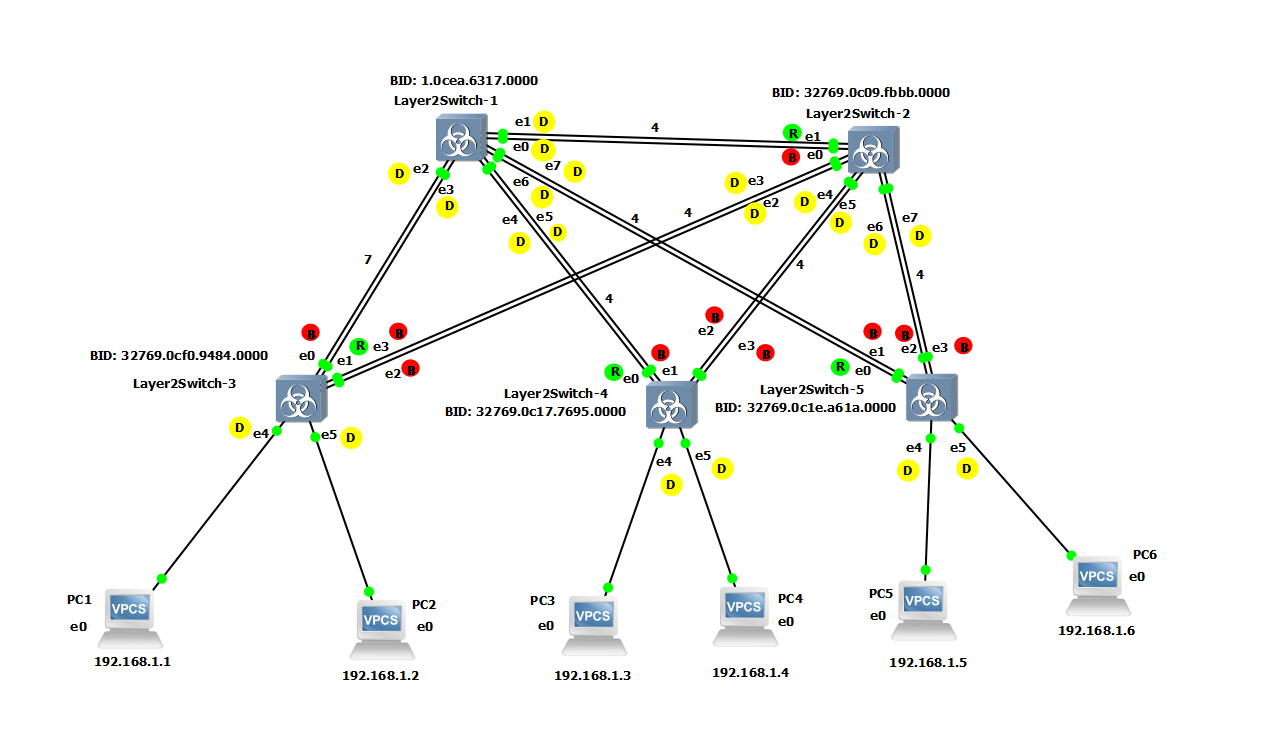 BID: 1.0cea.6317.0000
Layer2Switch-1
BID: 32769.0c09.fbbb.0000
Layer2Switch-2
e1 D
4
R e1
e0 D
B e0
D e2
e7 D
e3
D
e6 D
D e3
D e2
D e4
e5
D
e4
D
e5
D
4
4
e6
D
e7
D
7
4
4
4
BID: 32769.0cf0.9484.0000
Layer2Switch-3
B
e0
e1
R
e3
B
e2
B
R
e0
B
e1
B
e2
e3
B
Layer2Switch-4
BID: 32769.0c17.7695.0000
R
e0
B
e1
B
e2
e3
B
Layer2Switch-5
BID: 32769.0c1e.a61a.0000
D e4
e5 D
e4
D
e5
D
e4
D
e5
D
VPCS
PC1
e0
192.168.1.1
VPCS
PC2
e0
192.168.1.2
VPCS
PC3
e0
192.168.1.3
VPCS
PC4
e0
192.168.1.4
VPCS
PC5
e0
192.168.1.5
VPCS
PC6
e0
192.168.1.6